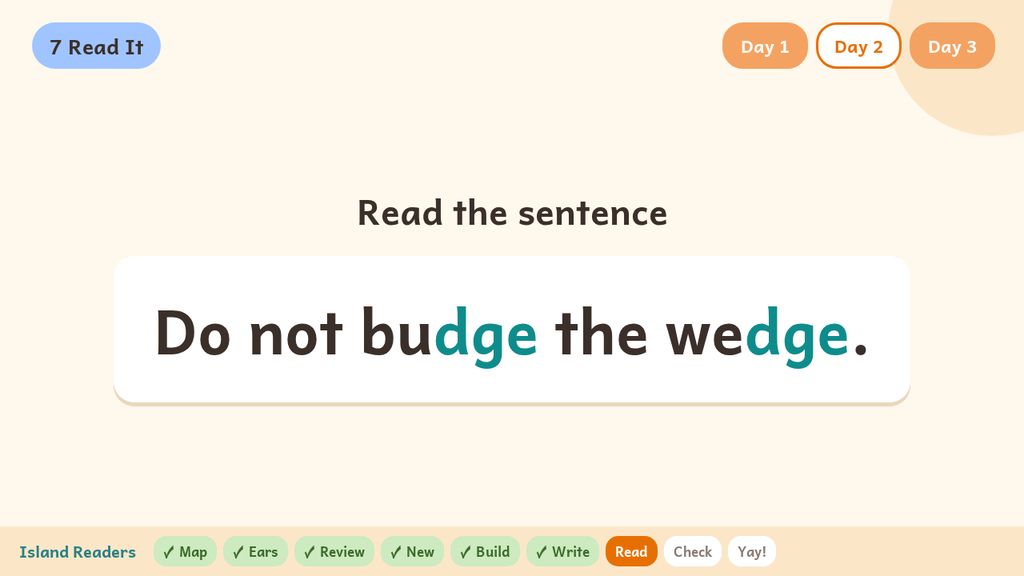 7 Read It
Day 1 Day 2 Day 3
Read the sentence
Do not budge the wedge.
Island Readers ✓ Map ✓ Ears ✓ Review ✓ New ✓ Build ✓ Write Read Check Yay!